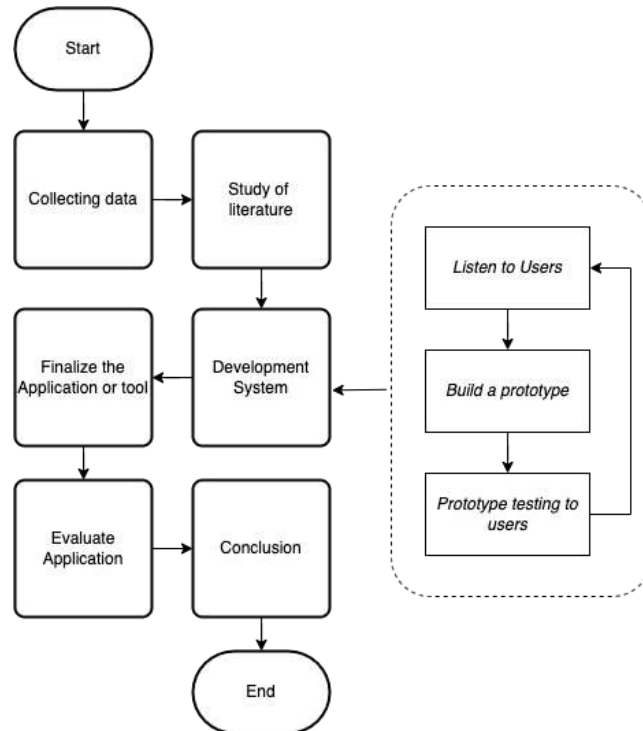 Start
Collecting data
Study of
literature
Listen to Users
Finalize the
Application or tool
Development
System
Build a prototype
Prototype testing to
users
Evaluate
Application
Conclusion
End